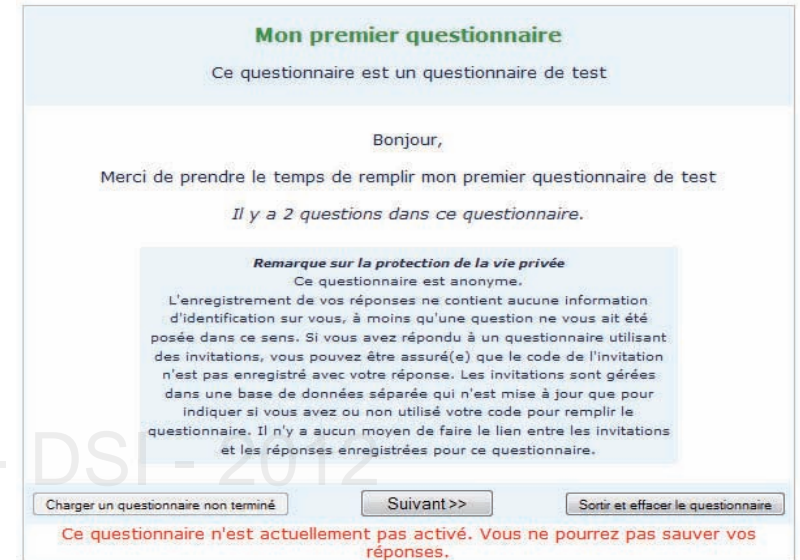 Mon premier questionnaire
Ce questionnaire est un questionnaire de test
Bonjour,
Merci de prendre le temps de remplir mon premier questionnaire de test
Il y a 2 questions dans ce questionnaire.
Remarque sur la protection de la vie privée
Ce questionnaire est anonyme.
L'enregistrement de vos réponses ne contient aucune information
d'identification sur vous, à moins qu'une question ne vous ait été
posée dans ce sens. Si vous avez répondu à un questionnaire utilisant
des invitations, vous pouvez être assuré(e) que le code de l'invitation
n'est pas enregistré avec votre réponse. Les invitations sont gérées
dans une base de données séparée qui n'est mise à jour que pour
indiquer si vous avez ou non utilisé votre code pour remplir le
questionnaire. Il n'y a aucun moyen de faire le lien entre les invitations
et les réponses enregistrées pour ce questionnaire.
- DSI - 2012
Charger un questionnaire non terminé Suivant >> Sortir et effacer le questionnaire
Ce questionnaire n'est actuellement pas activé. Vous ne pourrez pas sauver vos
réponses.